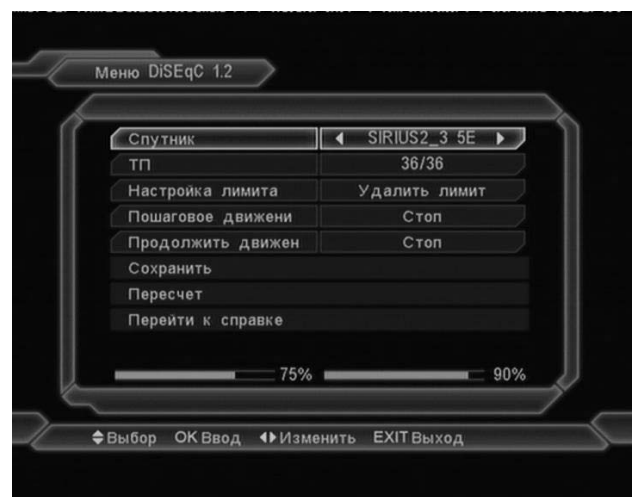 Меню DiSEqC 1.2
Спутник SIRIUS2_3 5E
ТП 36/36
Настройка лимита Удалить лимит
Пошаговое движени Стоп
Продолжить движен Стоп
Сохранить
Пересчет
Перейти к справке
75% 90%
Выбор OK Ввод Изменить EXIT Выход